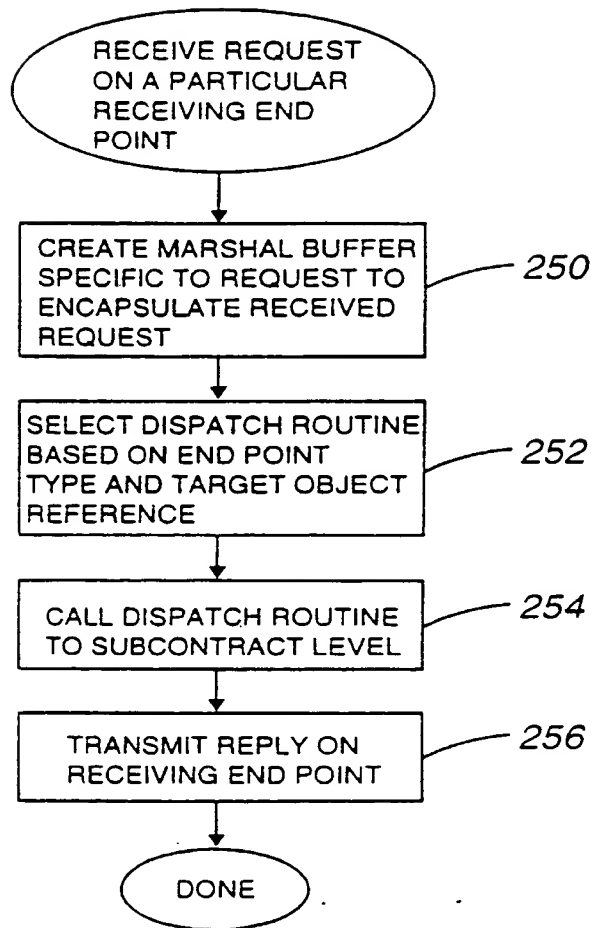 RECEIVE REQUEST
ON A PARTICULAR
RECEIVING END
POINT
CREATE MARSHAL BUFFER
SPECIFIC TO REQUEST TO
ENCAPSULATE RECEIVED
REQUEST
250
SELECT DISPATCH ROUTINE
BASED ON END POINT
TYPE AND TARGET OBJECT
REFERENCE
252
CALL DISPATCH ROUTINE
TO SUBCONTRACT LEVEL
254
TRANSMIT REPLY ON
RECEIVING END POINT
256
DONE